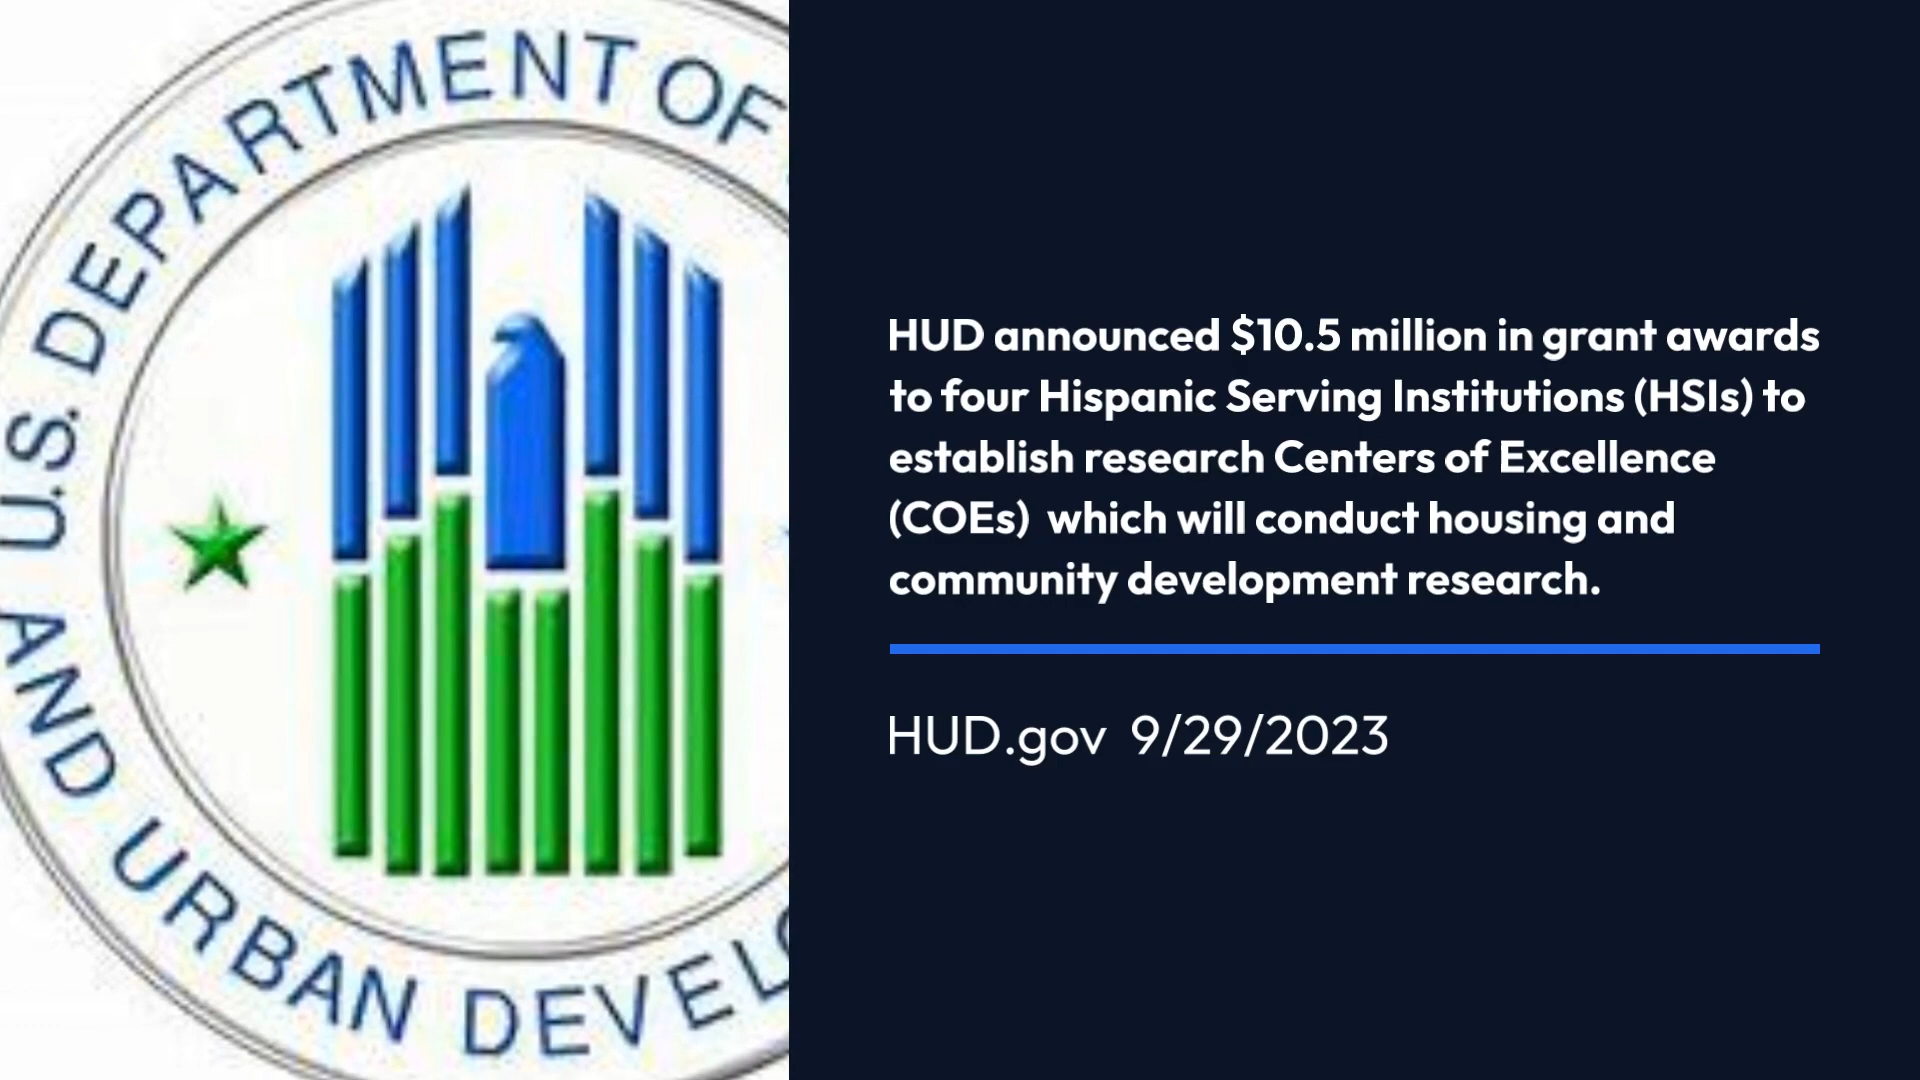 U.S. DEPARTMENT OF
AND URBAN DEVELO
HUD announced $10.5 million in grant awards
to four Hispanic Serving Institutions (HSIs) to
establish research Centers of Excellence
(COEs)  which will conduct housing and
community development research.
HUD.gov  9/29/2023